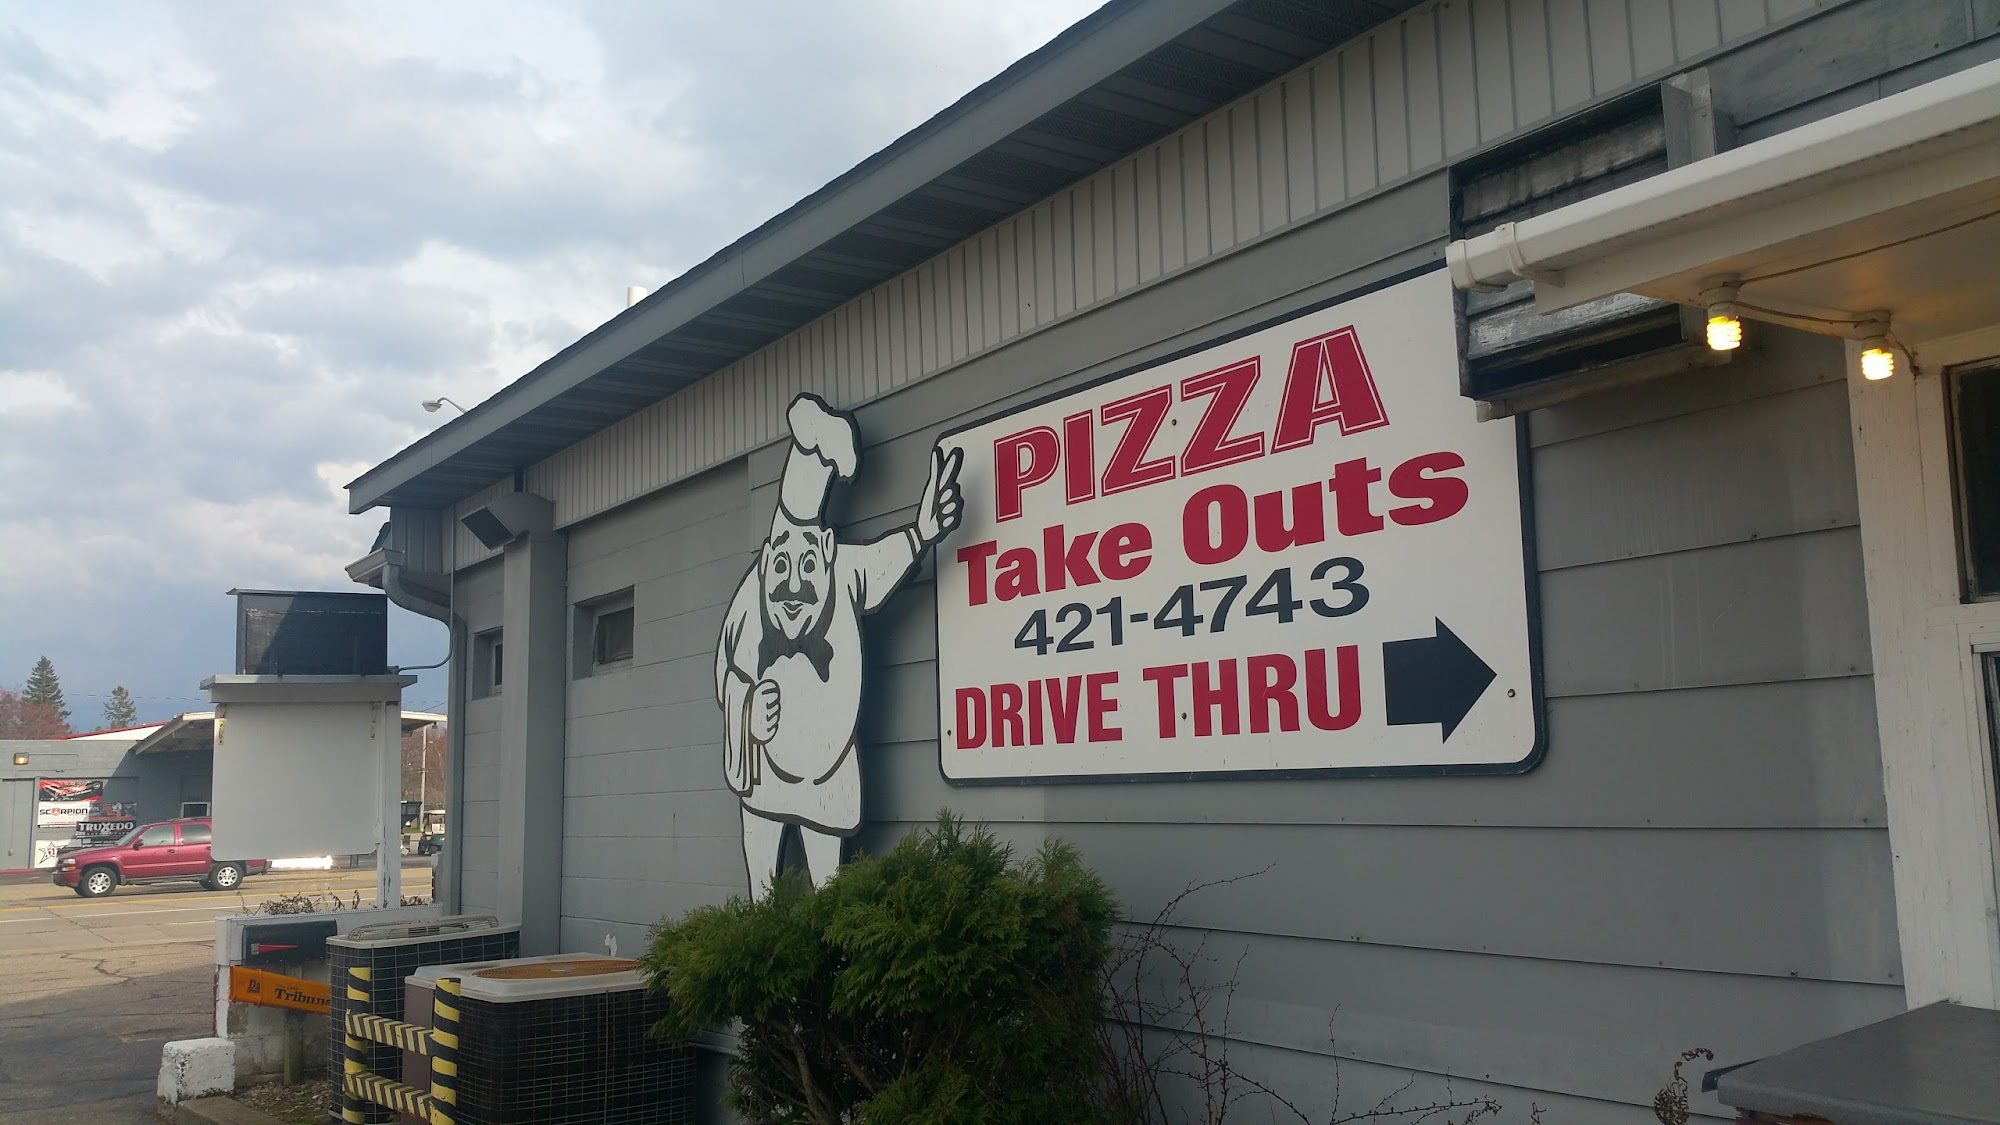 PIZZA
Take Outs
421-4743
DRIVE THRU
SCORPION
TRUXEDO
Tribune